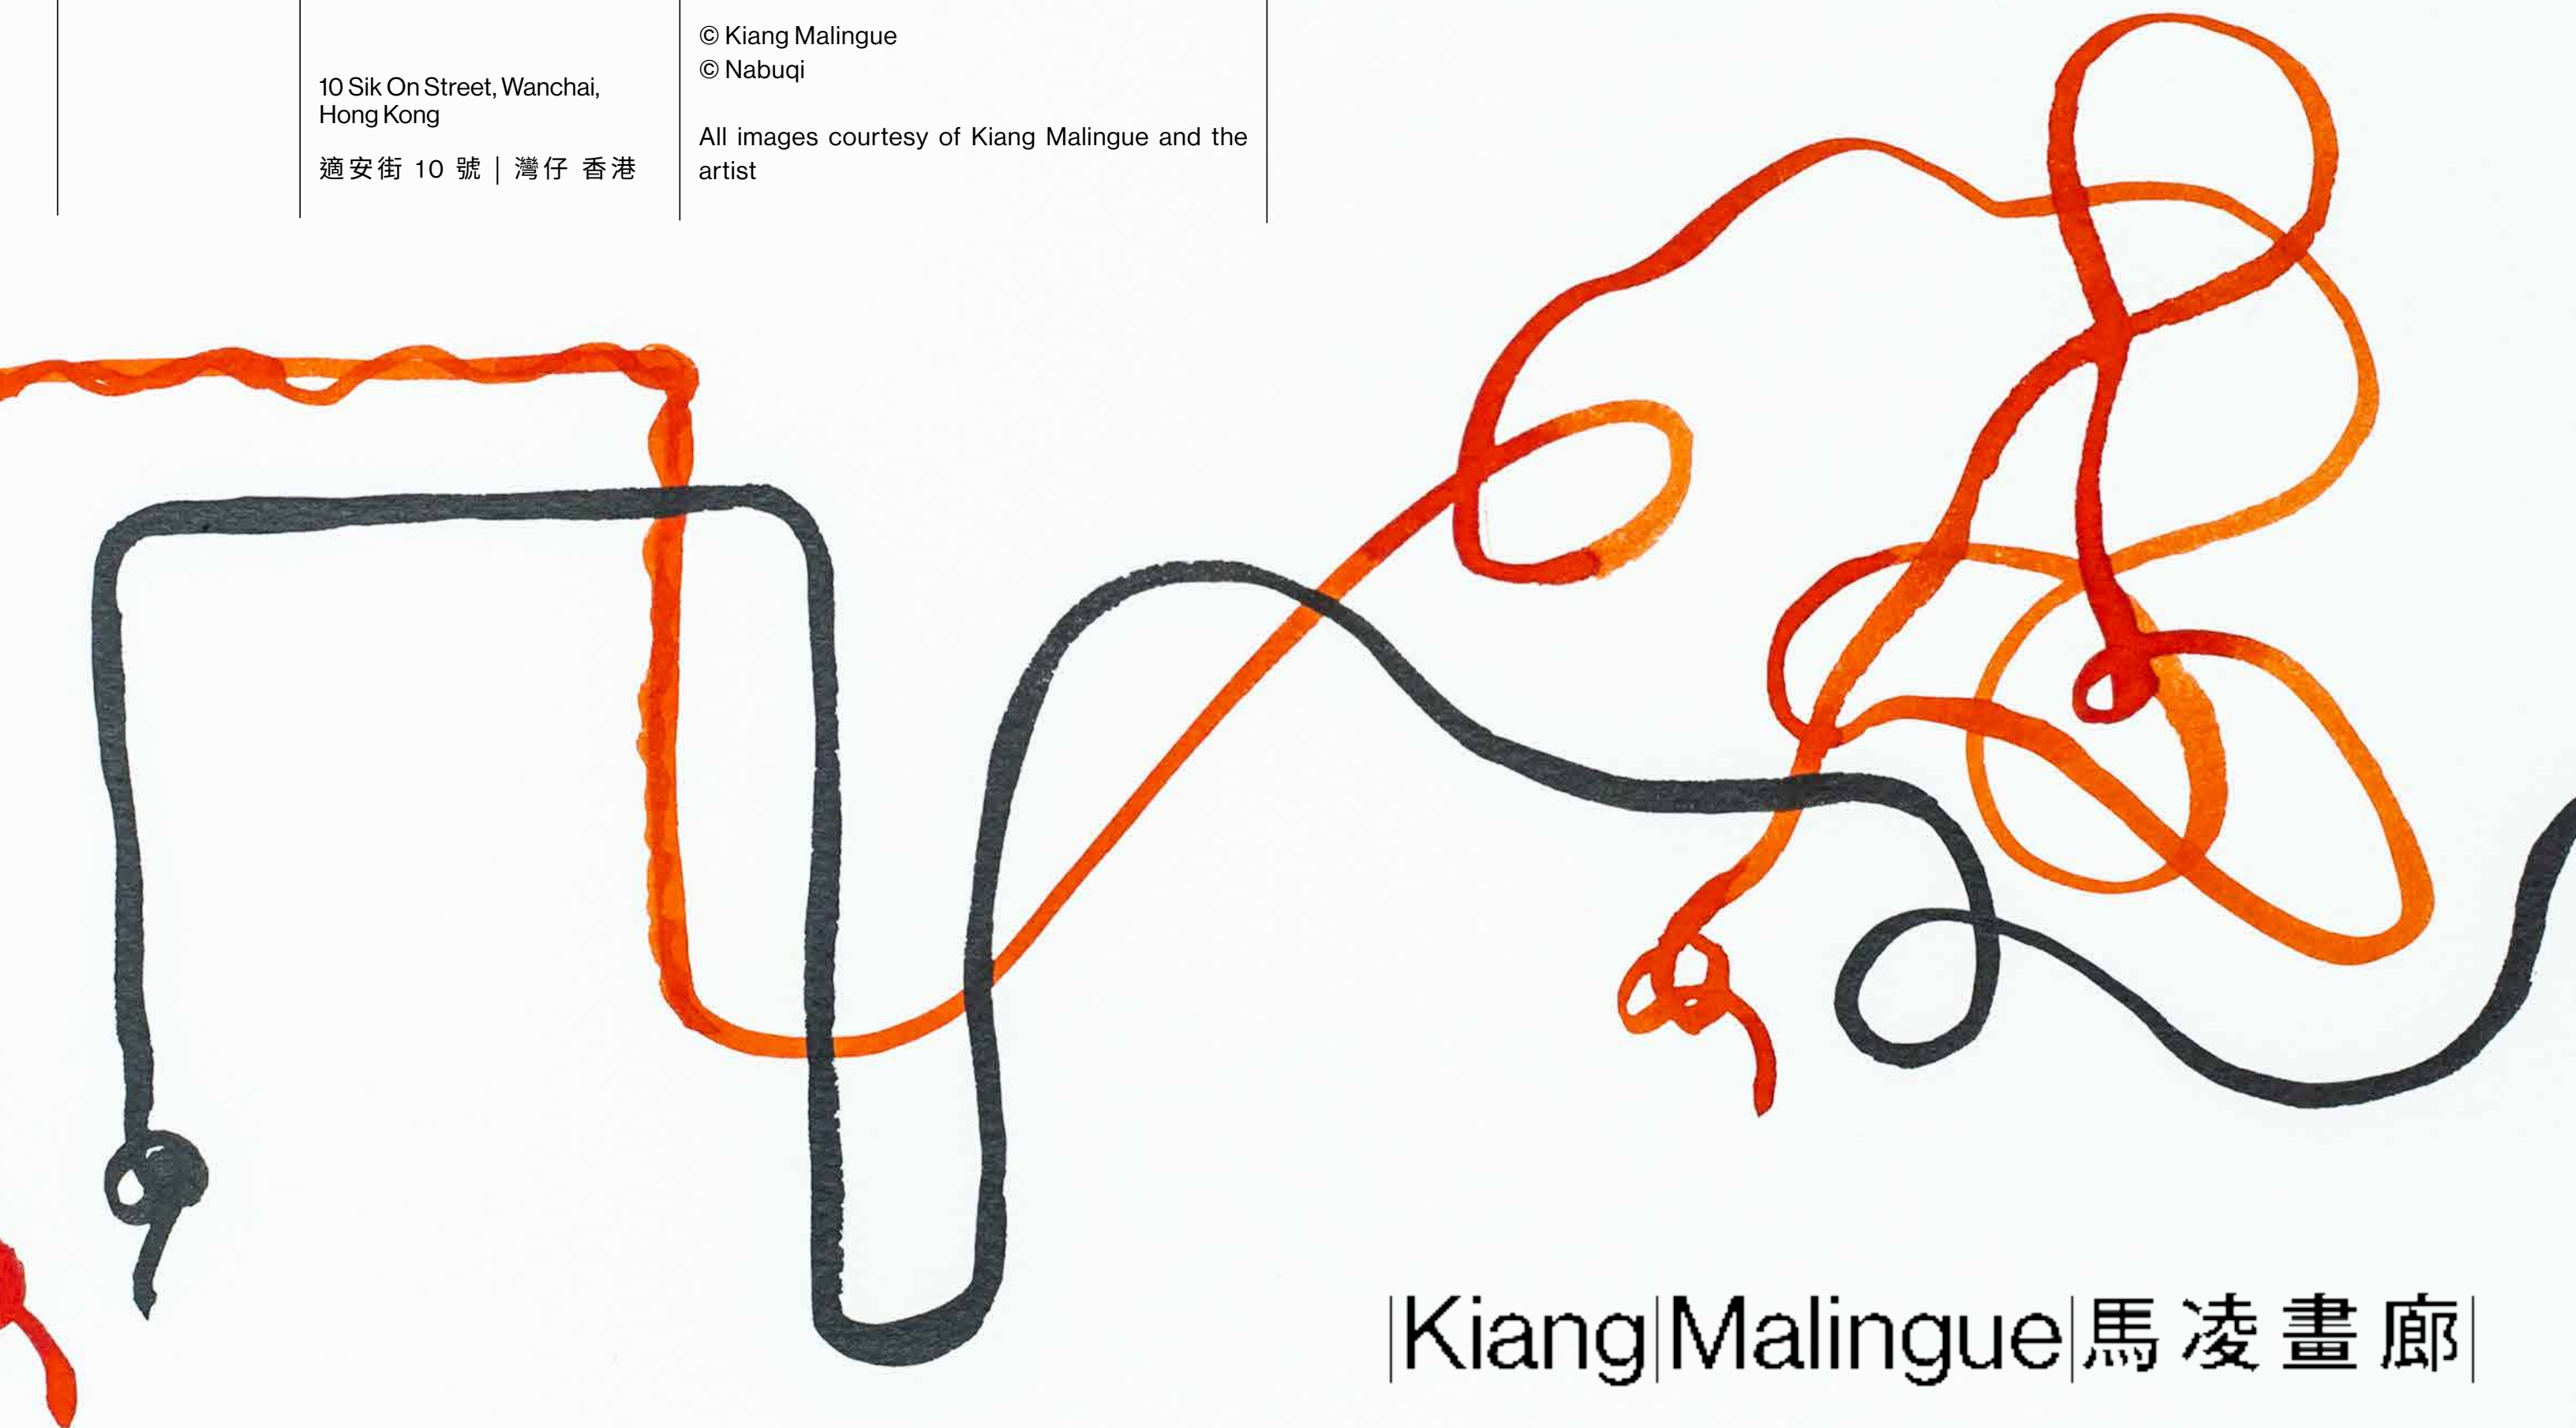 10 Sik On Street, Wanchai,
Hong Kong
適安街 10 號 | 灣仔 香港
© Kiang Malingue
© Nabuqi
All images courtesy of Kiang Malingue and the
artist
|Kiang|Malingue|馬凌畫廊|